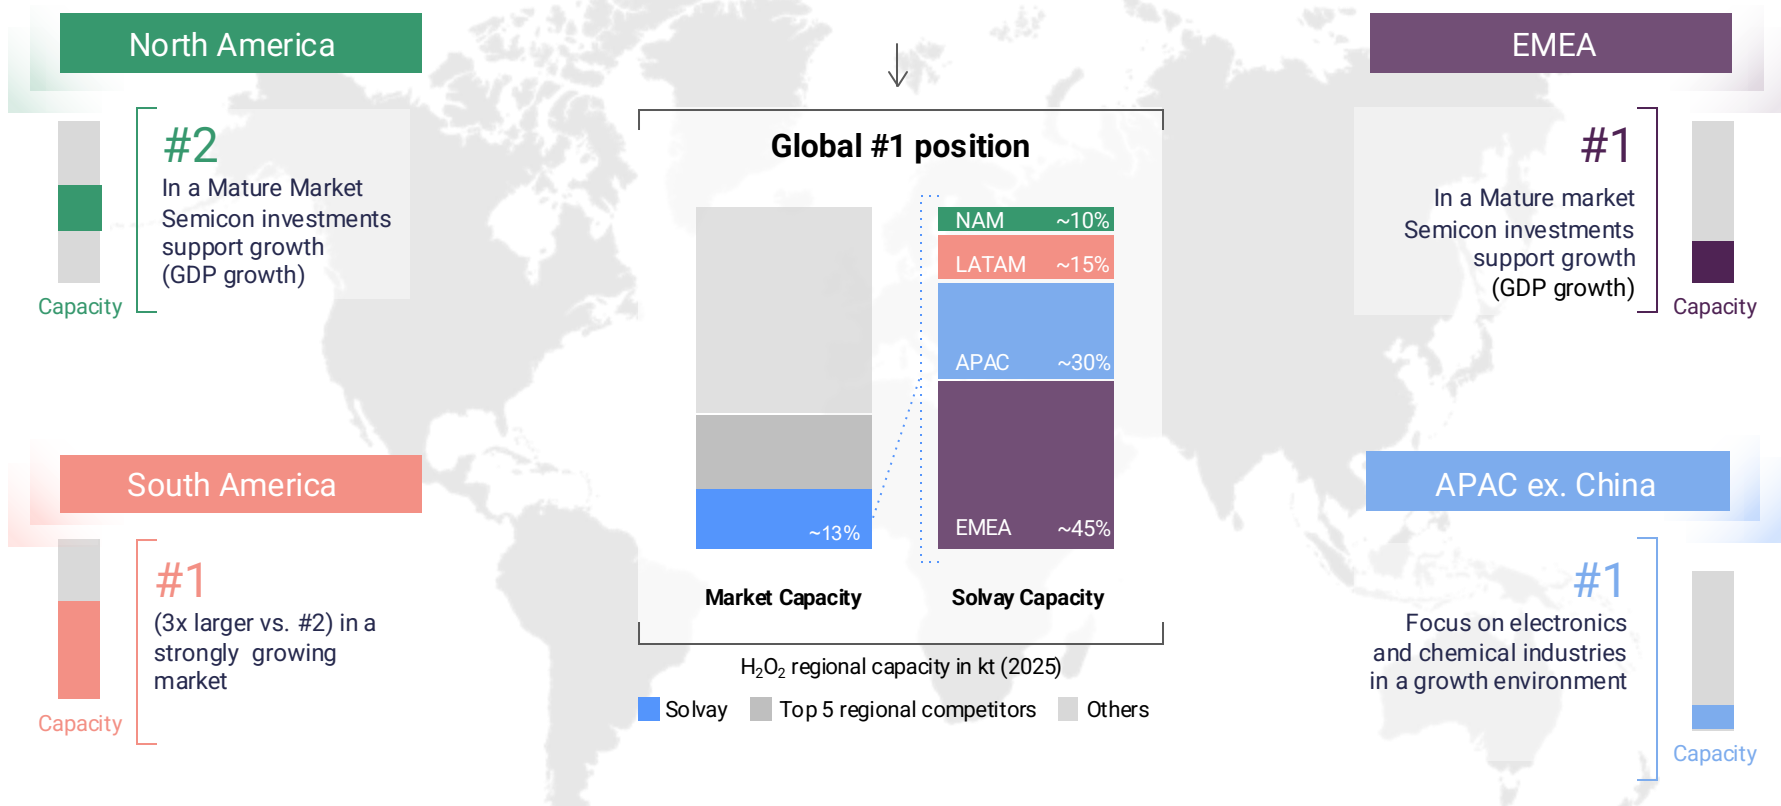 North America
#2
In a Mature Market
Semicon investments
support growth
(GDP growth)
Capacity
South America
#1
(3x larger vs. #2) in a
strongly growing
market
Capacity
Global #1 position
~13%
Market Capacity
NAM ~10%
LATAM ~15%
APAC ~30%
EMEA ~45%
Solvay Capacity
H₂O₂ regional capacity in kt (2025)
Solvay Top 5 regional competitors Others
EMEA
#1
In a Mature market
Semicon investments
support growth
(GDP growth)
Capacity
APAC ex. China
#1
Focus on electronics
and chemical industries
in a growth environment
Capacity